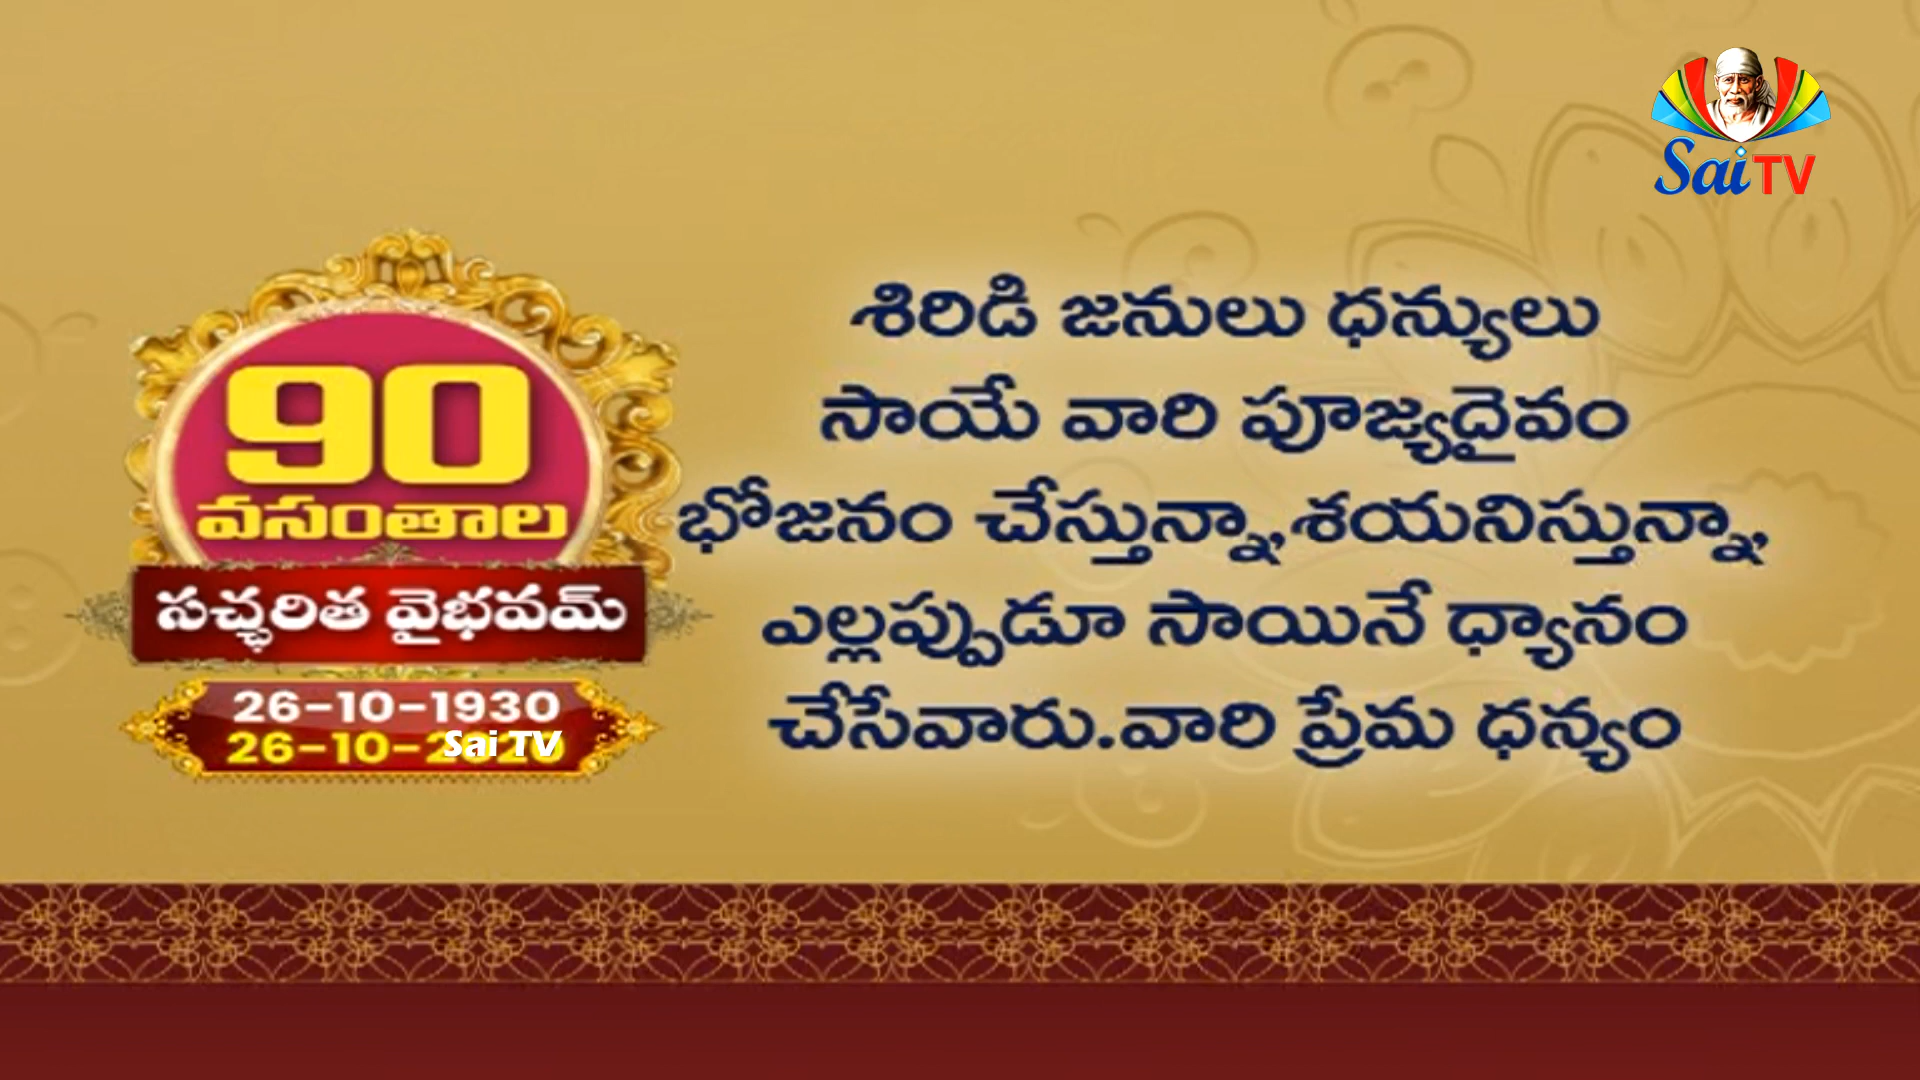 Sai TV
90
వసంతాల
సచ్చరిత వైభవమ్
26-10-1930
26-10-2020
Sai TV
శిరిడి జనులు ధన్యులు
సాయే వారి పూజ్యదైవం
భోజనం చేస్తున్నా,శయనిస్తున్నా,
ఎల్లప్పుడూ సాయినే ధ్యానం
చేసేవారు.వారి ప్రేమ ధన్యం